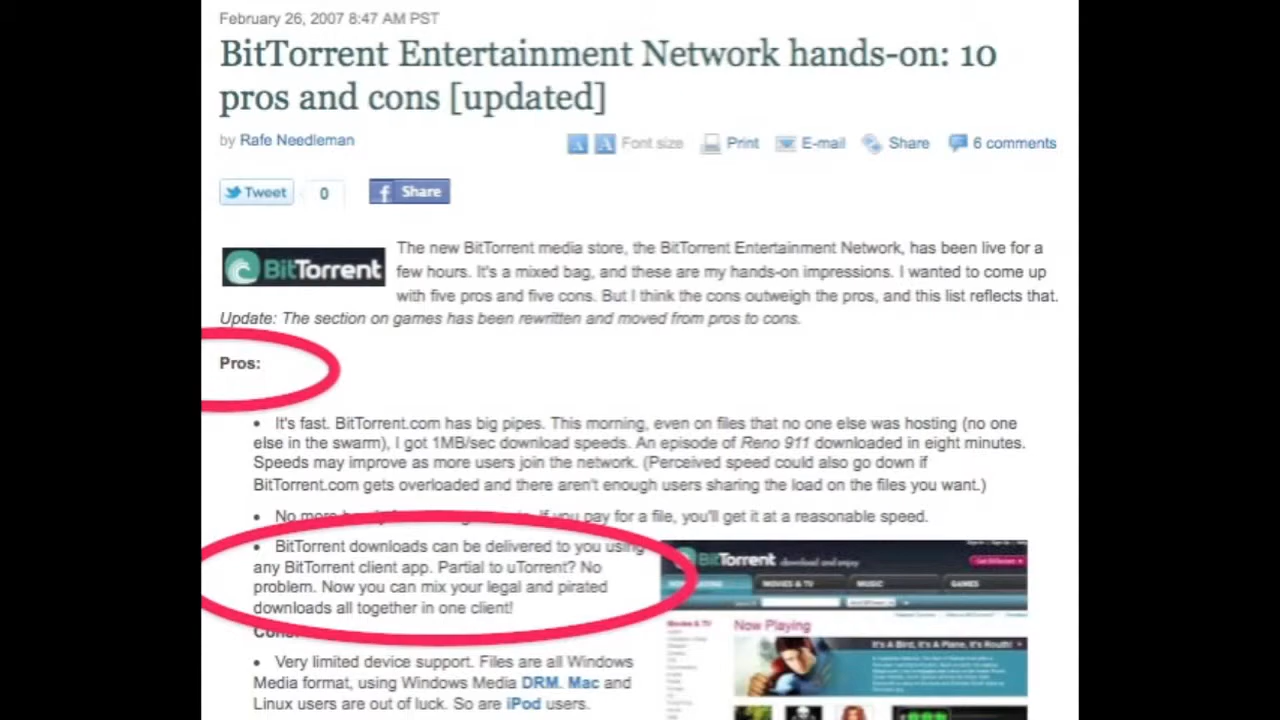 February 26, 2007 8:47 AM PST
BitTorrent Entertainment Network hands-on: 10
pros and cons [updated]
by Rafe Needleman
A A Font size Print E-mail Share 6 comments
Tweet 0 f Share
BitTorrent
The new BitTorrent media store, the BitTorrent Entertainment Network, has been live for a
few hours. It's a mixed bag, and these are my hands-on impressions. I wanted to come up
with five pros and five cons. But I think the cons outweigh the pros, and this list reflects that.
Update: The section on games has been rewritten and moved from pros to cons.
Pros:
• It's fast. BitTorrent.com has big pipes. This morning, even on files that no one else was hosting (no one
else in the swarm), I got 1MB/sec download speeds. An episode of Reno 911 downloaded in eight minutes.
Speeds may improve as more users join the network. (Perceived speed could also go down if
BitTorrent.com gets overloaded and there aren't enough users sharing the load on the files you want.)
• No more If you pay for a file, you'll get it at a reasonable speed.
• BitTorrent downloads can be delivered to you using
any BitTorrent client app. Partial to uTorrent? No
problem. Now you can mix your legal and pirated
downloads all together in one client!
Cons:
• Very limited device support. Files are all Windows
Media format, using Windows Media DRM. Mac and
Linux users are out of luck. So are iPod users.
BitTorrent download and enjoy
MOVIES & TV MUSIC GAMES
Movies & TV
Now Playing
It's A Bird, It's A Plane, It's Routh!